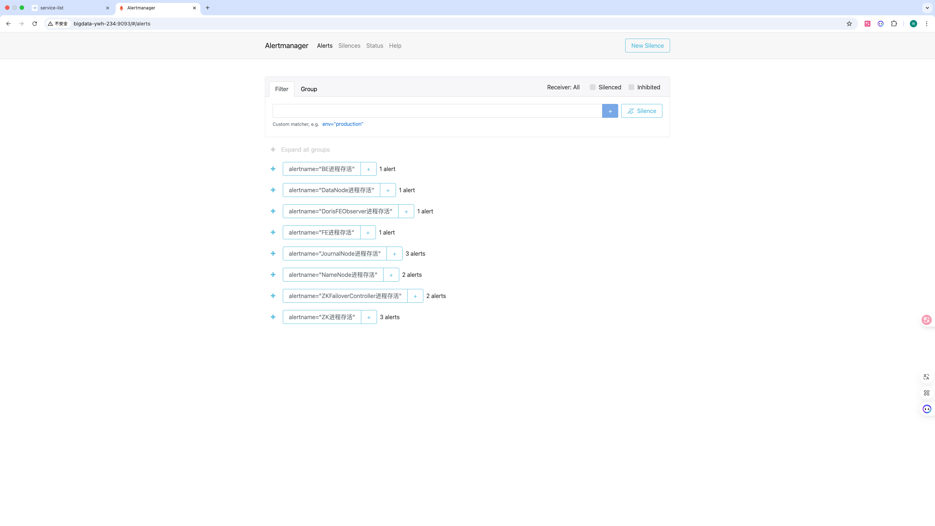 service-list
Alertmanager
不安全 bigdata-ywh-234:9093/#/alerts
Alertmanager Alerts Silences Status Help New Silence
Filter Group Receiver: All Silenced Inhibited
+ Silence
Custom matcher, e.g. env="production"
+ Expand all groups
+ alertname="BE进程存活" + 1 alert
+ alertname="DataNode进程存活" + 1 alert
+ alertname="DorisFEObserver进程存活" + 1 alert
+ alertname="FE进程存活" + 1 alert
+ alertname="JournalNode进程存活" + 3 alerts
+ alertname="NameNode进程存活" + 2 alerts
+ alertname="ZKFailoverController进程存活" + 2 alerts
+ alertname="ZK进程存活" + 3 alerts